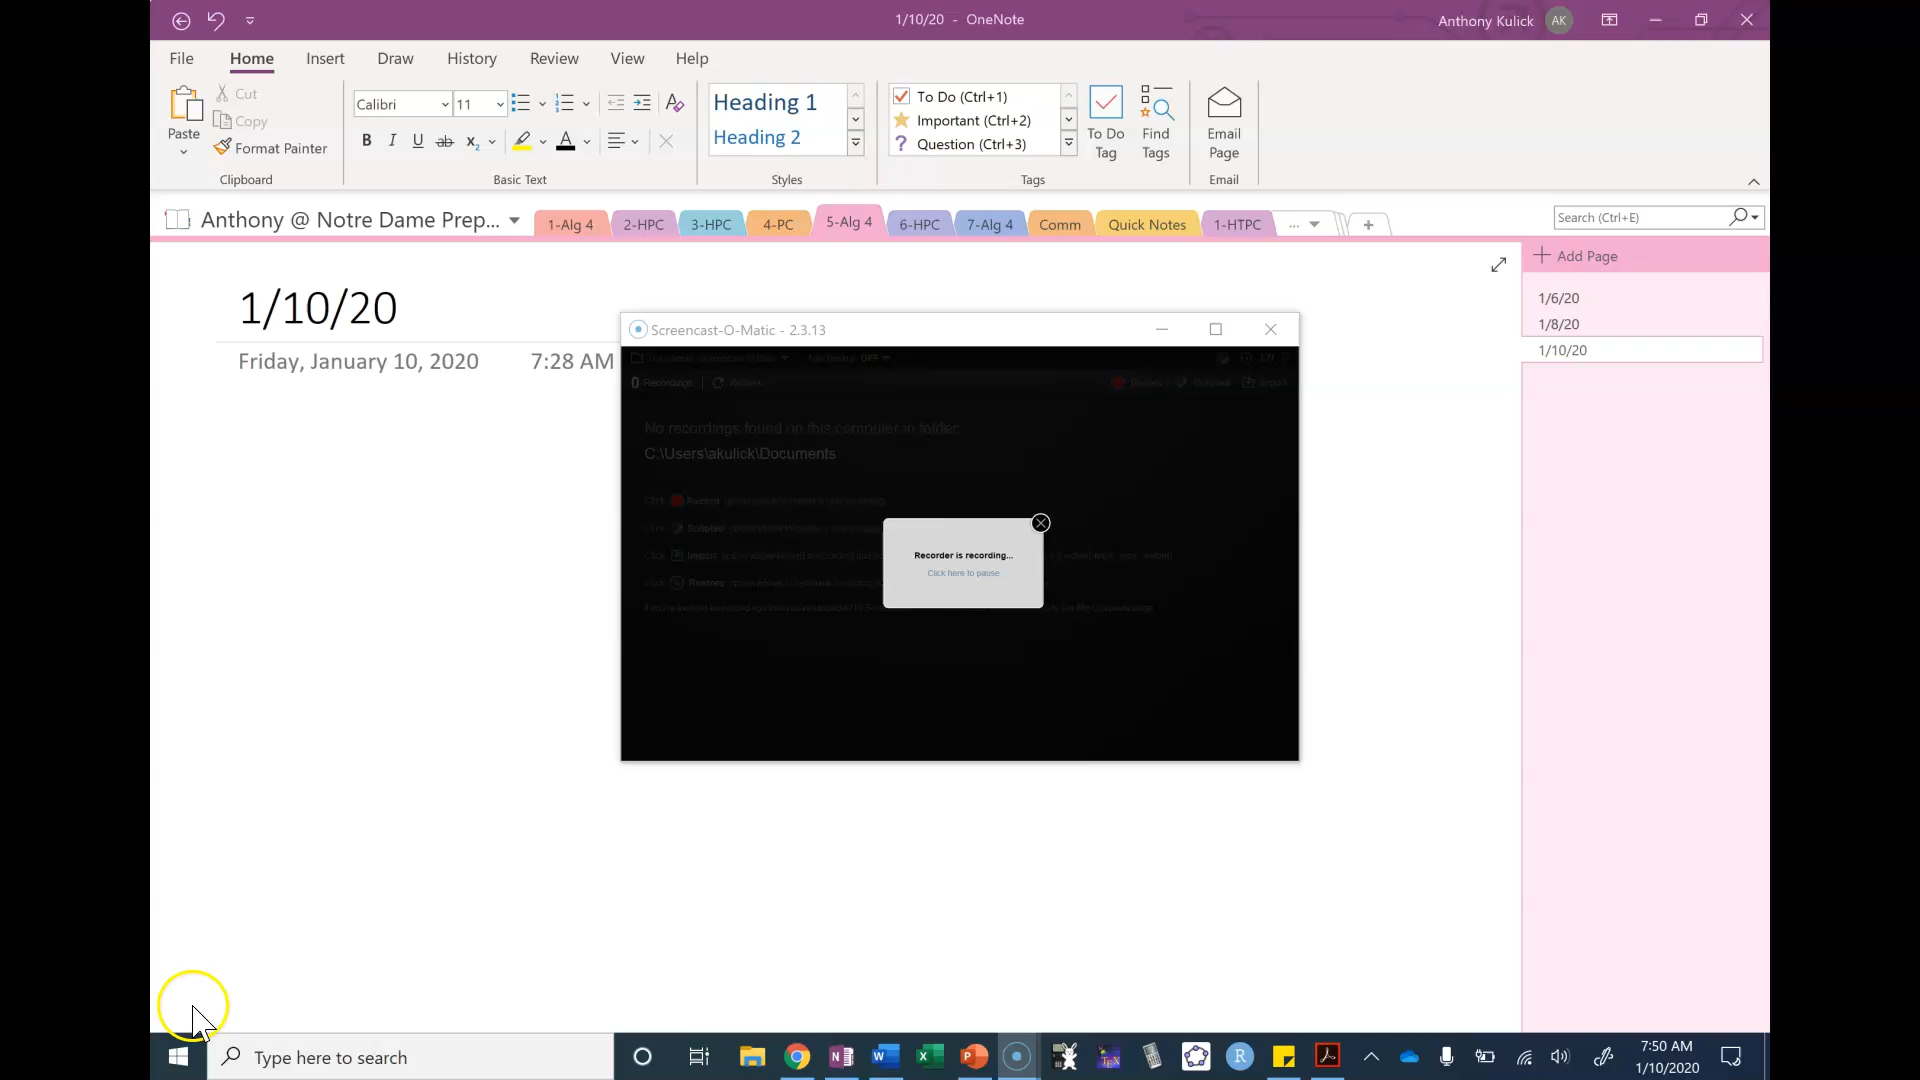 1/10/20 - OneNote
Anthony Kulick AK
File Home Insert Draw History Review View Help
Paste
Cut
Copy
Format Painter
Clipboard
Calibri 11
B I U ab x2 A
Basic Text
Heading 1
Heading 2
Styles
To Do (Ctrl+1)
Important (Ctrl+2)
? Question (Ctrl+3)
Tags
To Do
Tag
Find
Tags
Email
Page
Email
Anthony @ Notre Dame Prep...
1-Alg 4 2-HPC 3-HPC 4-PC 5-Alg 4 6-HPC 7-Alg 4 Comm Quick Notes 1-HTPC ... +
Search (Ctrl+E)
Add Page
1/6/20
1/8/20
1/10/20
1/10/20
Friday, January 10, 2020 7:28 AM
Screencast-O-Matic - 2.3.13
0 Recordings
No recordings found on this computer in folder:
C:\Users\akulick\Documents
Recorder is recording...
Click here to pause
Type here to search
7:50 AM
1/10/2020